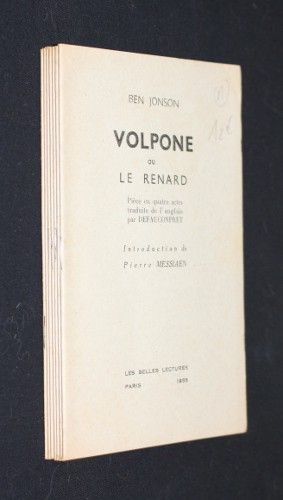 BEN JONSON
VOLPONE
ou
LE RENARD
Pièce en quatre actes
traduite de l'anglais
par DEFAUCONPRET
Introduction de
Pierre MESSIAEN
LES BELLES LECTURES
PARIS 1955